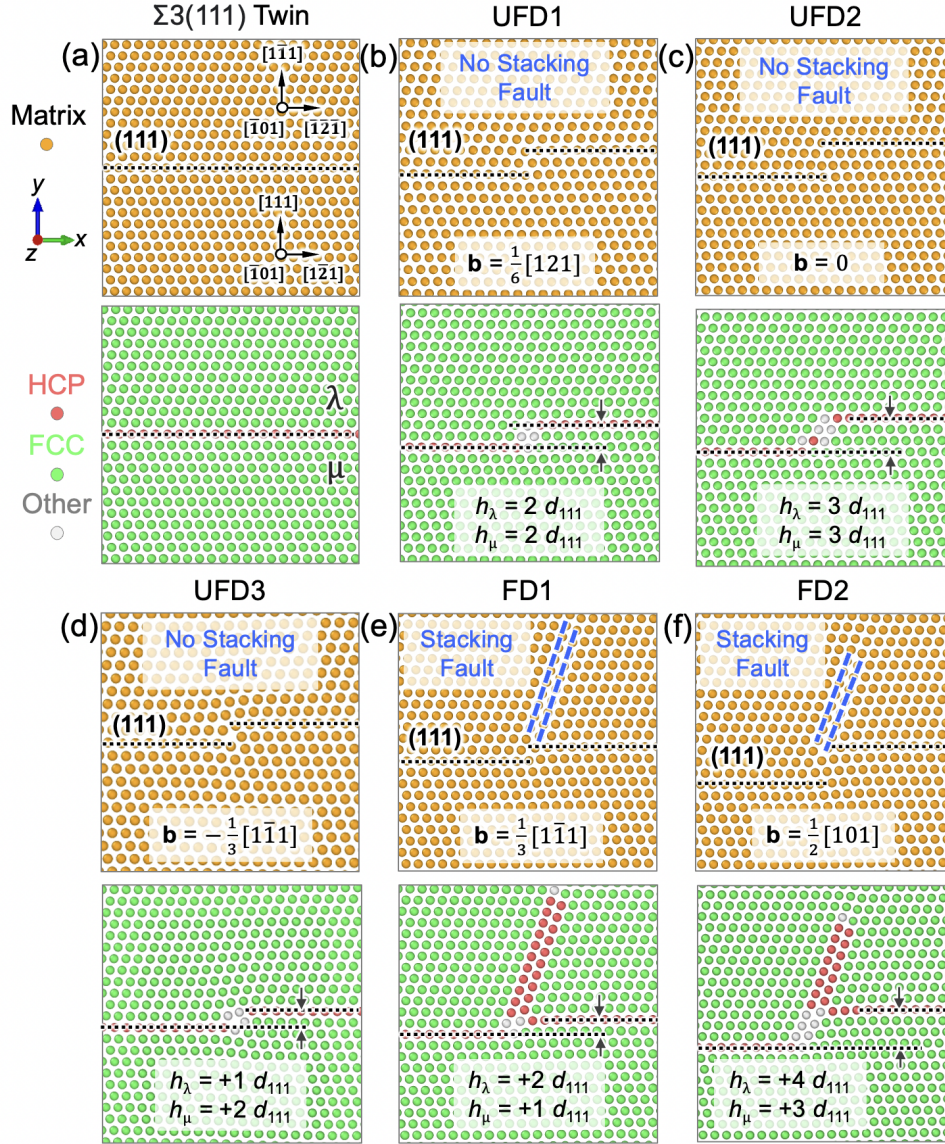 Σ3(111) Twin
UFD1
UFD2
(a)
(b)
(c)
Matrix
y
z
x
HCP
FCC
Other
[11̄1]
[1̄01]
[1̄2̄1̄]
(111)
[111]
[1̄01]
[12̄1]
λ
μ
No Stacking
Fault
(111)
b = 1/6 [121]
hλ = 2 d111
hμ = 2 d111
No Stacking
Fault
(111)
b = 0
hλ = 3 d111
hμ = 3 d111
UFD3
FD1
FD2
(d)
(e)
(f)
No Stacking
Fault
(111)
b = − 1/3 [11̄1]
hλ = +1 d111
hμ = +2 d111
Stacking
Fault
(111)
b = 1/3 [11̄1]
hλ = +2 d111
hμ = +1 d111
Stacking
Fault
(111)
b = 1/2 [101]
hλ = +4 d111
hμ = +3 d111